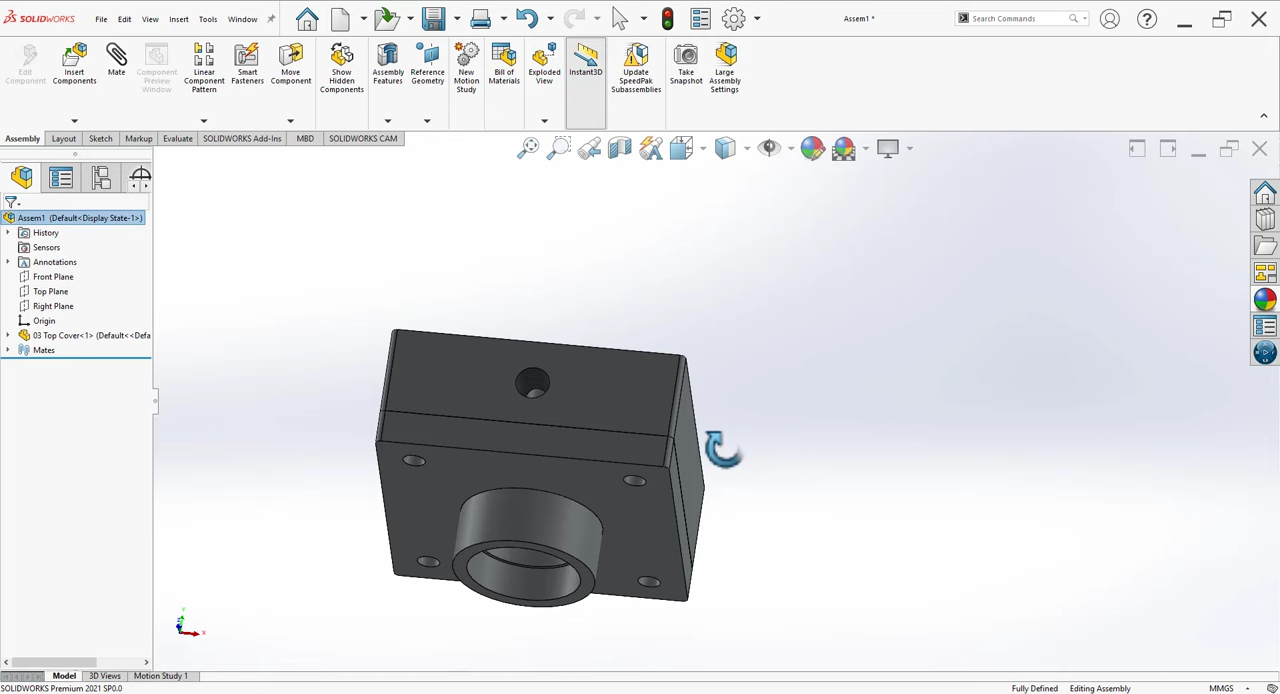 SOLIDWORKS File Edit View Insert Tools Window Assem1 * Search Commands
Edit Component
Insert Components
Mate
Component Preview Window
Linear Component Pattern
Smart Fasteners
Move Component
Show Hidden Components
Assembly Features
Reference Geometry
New Motion Study
Bill of Materials
Exploded View
Instant3D
Update SpeedPak Subassemblies
Take Snapshot
Large Assembly Settings
Assembly Layout Sketch Markup Evaluate SOLIDWORKS Add-Ins MBD SOLIDWORKS CAM
Assem1 (Default<Display State-1>)
History
Sensors
Annotations
Front Plane
Top Plane
Right Plane
Origin
03 Top Cover<1> (Default<<Defa
Mates
Y
X
Model 3D Views Motion Study 1
SOLIDWORKS Premium 2021 SP0.0 Fully Defined Editing Assembly MMGS